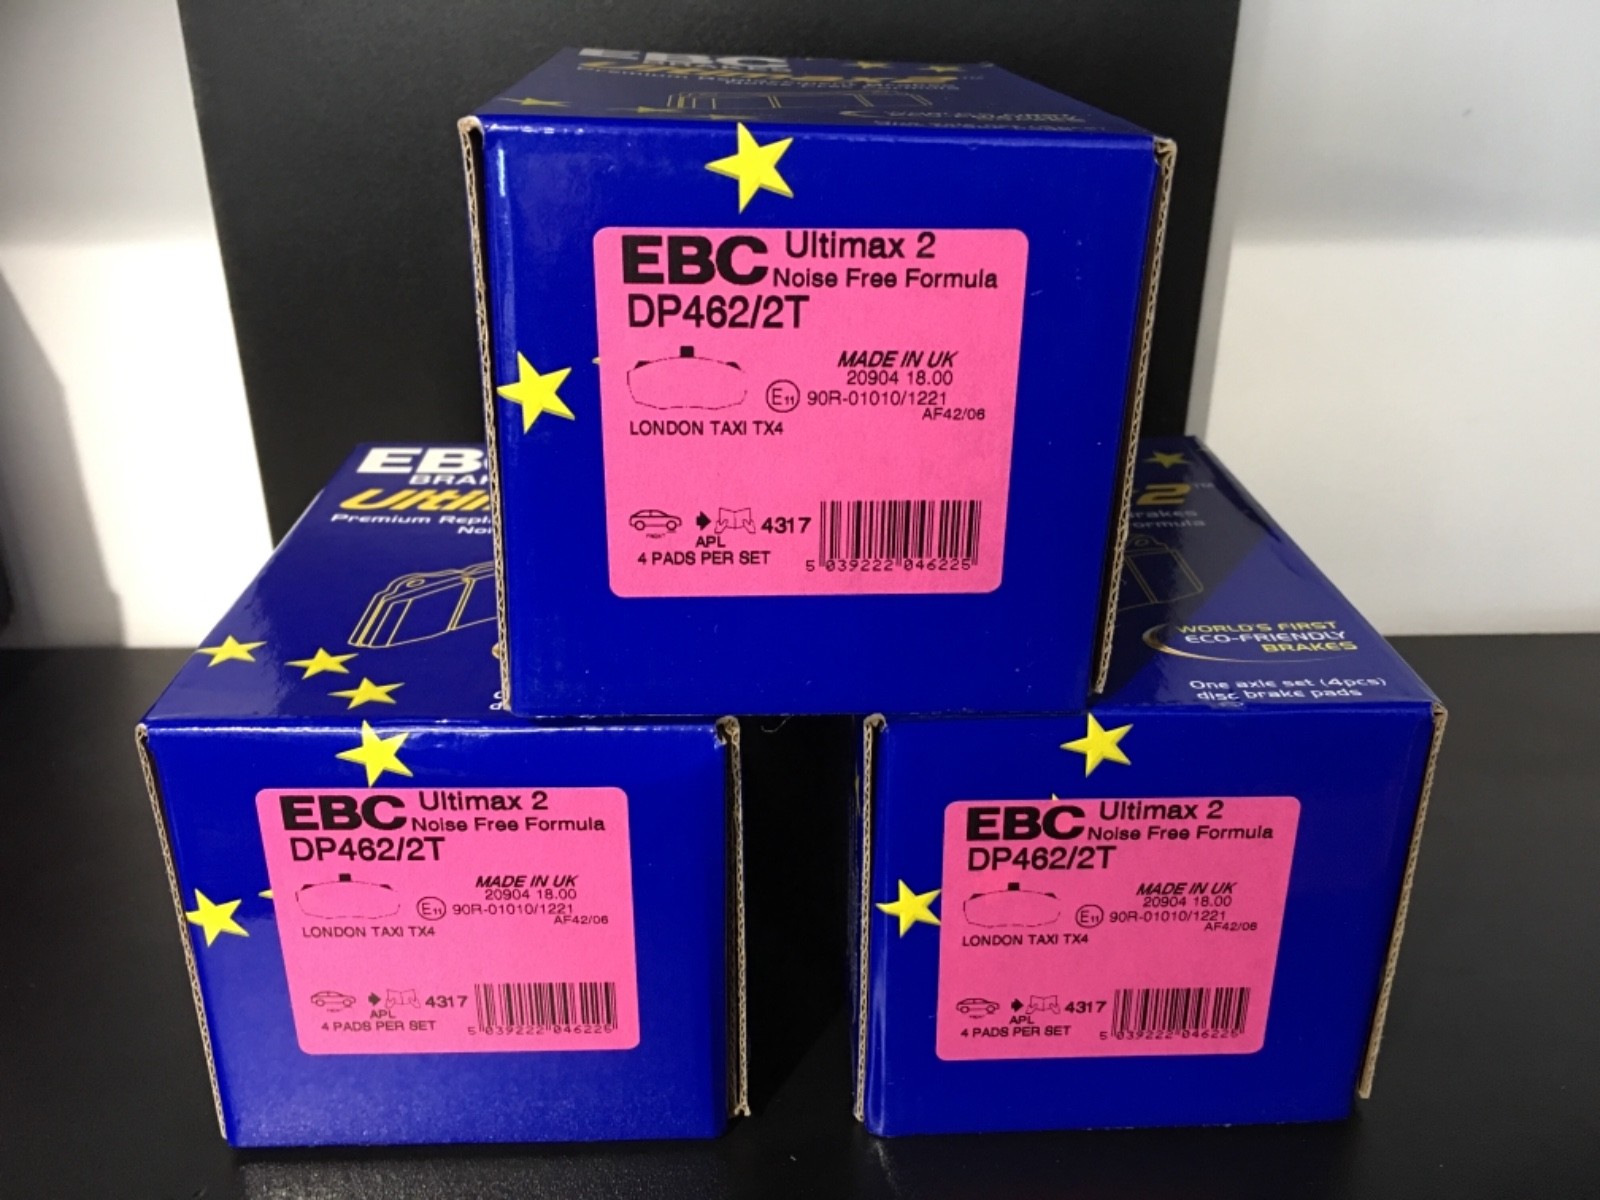 EBC
BRAKES
Ultimax2™
EBC Ultimax 2
Noise Free Formula
DP462/2T
MADE IN UK
20904 18.00
E11 90R-01010/1221
AF42/06
LONDON TAXI TX4
FRONT
APL
4317
4 PADS PER SET
5 039222 046225
EBC
Premium
2™
WORLD'S FIRST
ECO-FRIENDLY
BRAKES
One axle set (4pcs)
disc brake pads
EBC Ultimax 2
Noise Free Formula
DP462/2T
MADE IN UK
20904 18.00
E11 90R-01010/1221
AF42/06
LONDON TAXI TX4
APL
4317
4 PADS PER SET
5 039222 046225
EBC Ultimax 2
Noise Free Formula
DP462/2T
MADE IN UK
20904 18.00
E11 90R-01010/1221
AF42/06
LONDON TAXI TX4
APL
4317
4 PADS PER SET
5 039222 046225